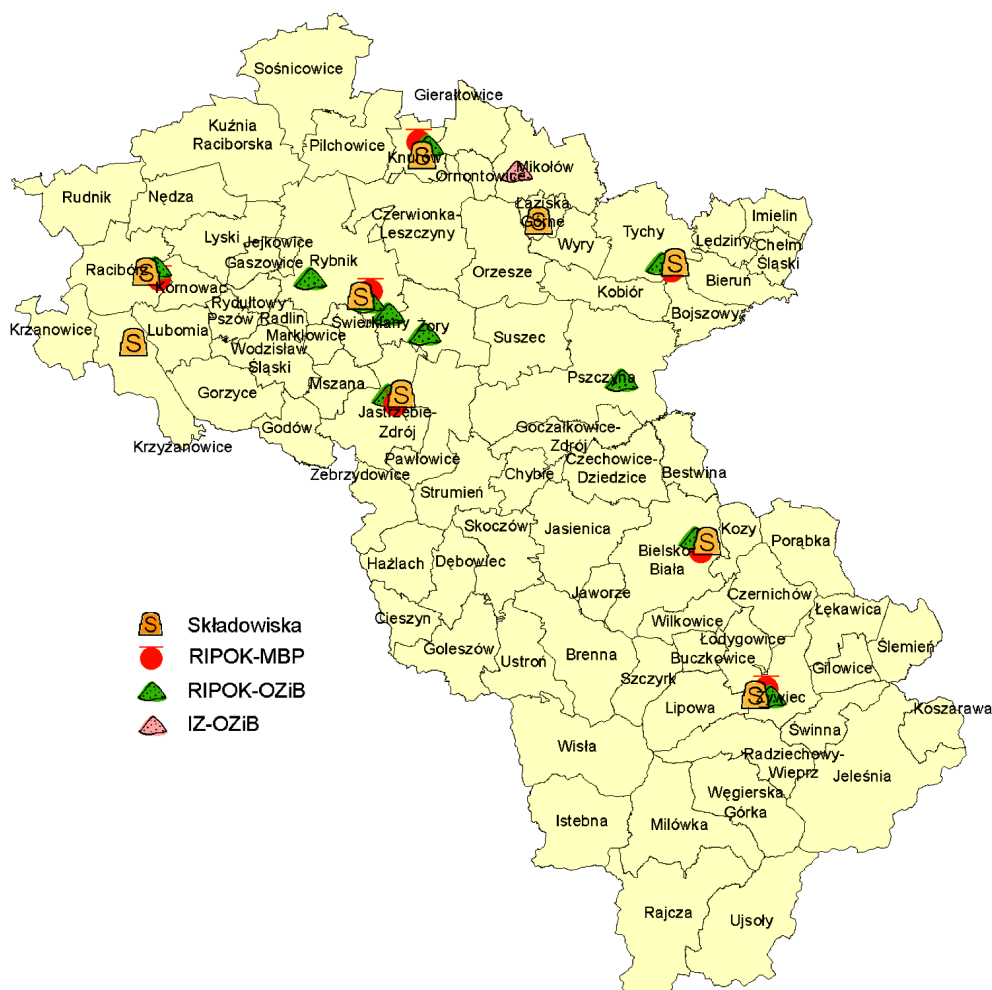 Sośnicowice
Gierałtowice
Kuźnia
Raciborska
Pilchowice
Knurów
S
Ornontowice
Mikołów
Rudnik
Nędza
Łaziska
Górne
S
Imielin
Czerwionka-
Leszczyny
Tychy
Lędziny
Chełm
Śląski
Wyry
Lyski
Jejkowice
Gaszowice
Rybnik
Racibórz
S
Kornowac
Orzesze
S
Kobiór
Bieruń
Bojszowy
Rydułtowy
Pszów
Radlin
S
Świerklany
Żory
Krzanowice
Lubomia
S
Marklowice
Wodzisław
Śląski
Suszec
Gorzyce
Mszana
Pszczyna
S
Jastrzębie-
Zdrój
Godów
Goczałkowice-
Zdrój
Krzyżanowice
Pawłowice
Zebrzydowice
Chybie
Czechowice-
Dziedzice
Bestwina
Strumień
Skoczów
Jasienica
Kozy
Porąbka
S
Bielsko
Biała
Hażlach
Dębowiec
Jaworze
Czernichów
Łękawica
Cieszyn
Wilkowice
Składowiska
S
Łodygowice
Ślemień
Goleszów
Ustroń
Brenna
Buczkowice
Gilowice
RIPOK-MBP
Szczyrk
RIPOK-OZiB
S
Żywiec
Lipowa
Koszarawa
IZ-OZiB
Świnna
Wisła
Radziechowy-
Wieprz
Jeleśnia
Węgierska
Górka
Istebna
Milówka
Rajcza
Ujsoły